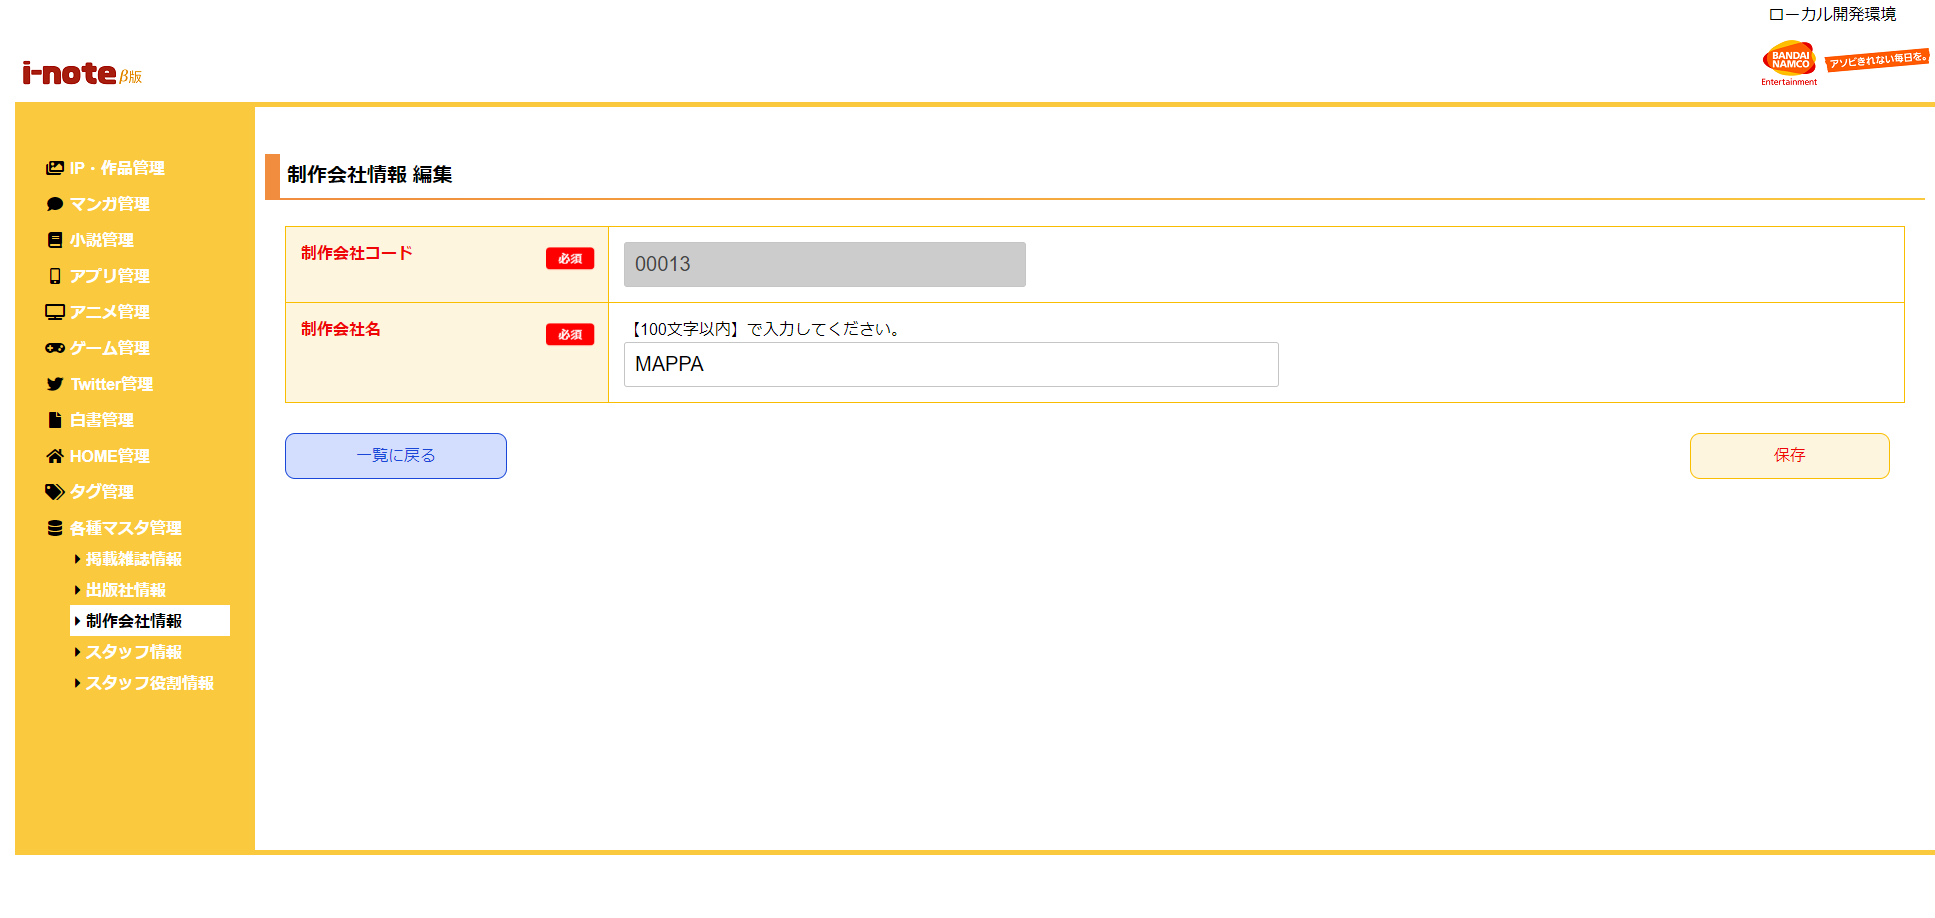 ローカル開発環境
i-note β版
BANDAI
NAMCO
Entertainment
アソビきれない毎日を。
IP・作品管理
マンガ管理
小説管理
アプリ管理
アニメ管理
ゲーム管理
Twitter管理
白書管理
HOME管理
タグ管理
各種マスタ管理
掲載雑誌情報
出版社情報
制作会社情報
スタッフ情報
スタッフ役割情報
制作会社情報 編集
制作会社コード 必須
00013
制作会社名 必須
【100文字以内】で入力してください。
MAPPA
一覧に戻る
保存